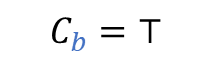 C_b = ⊤